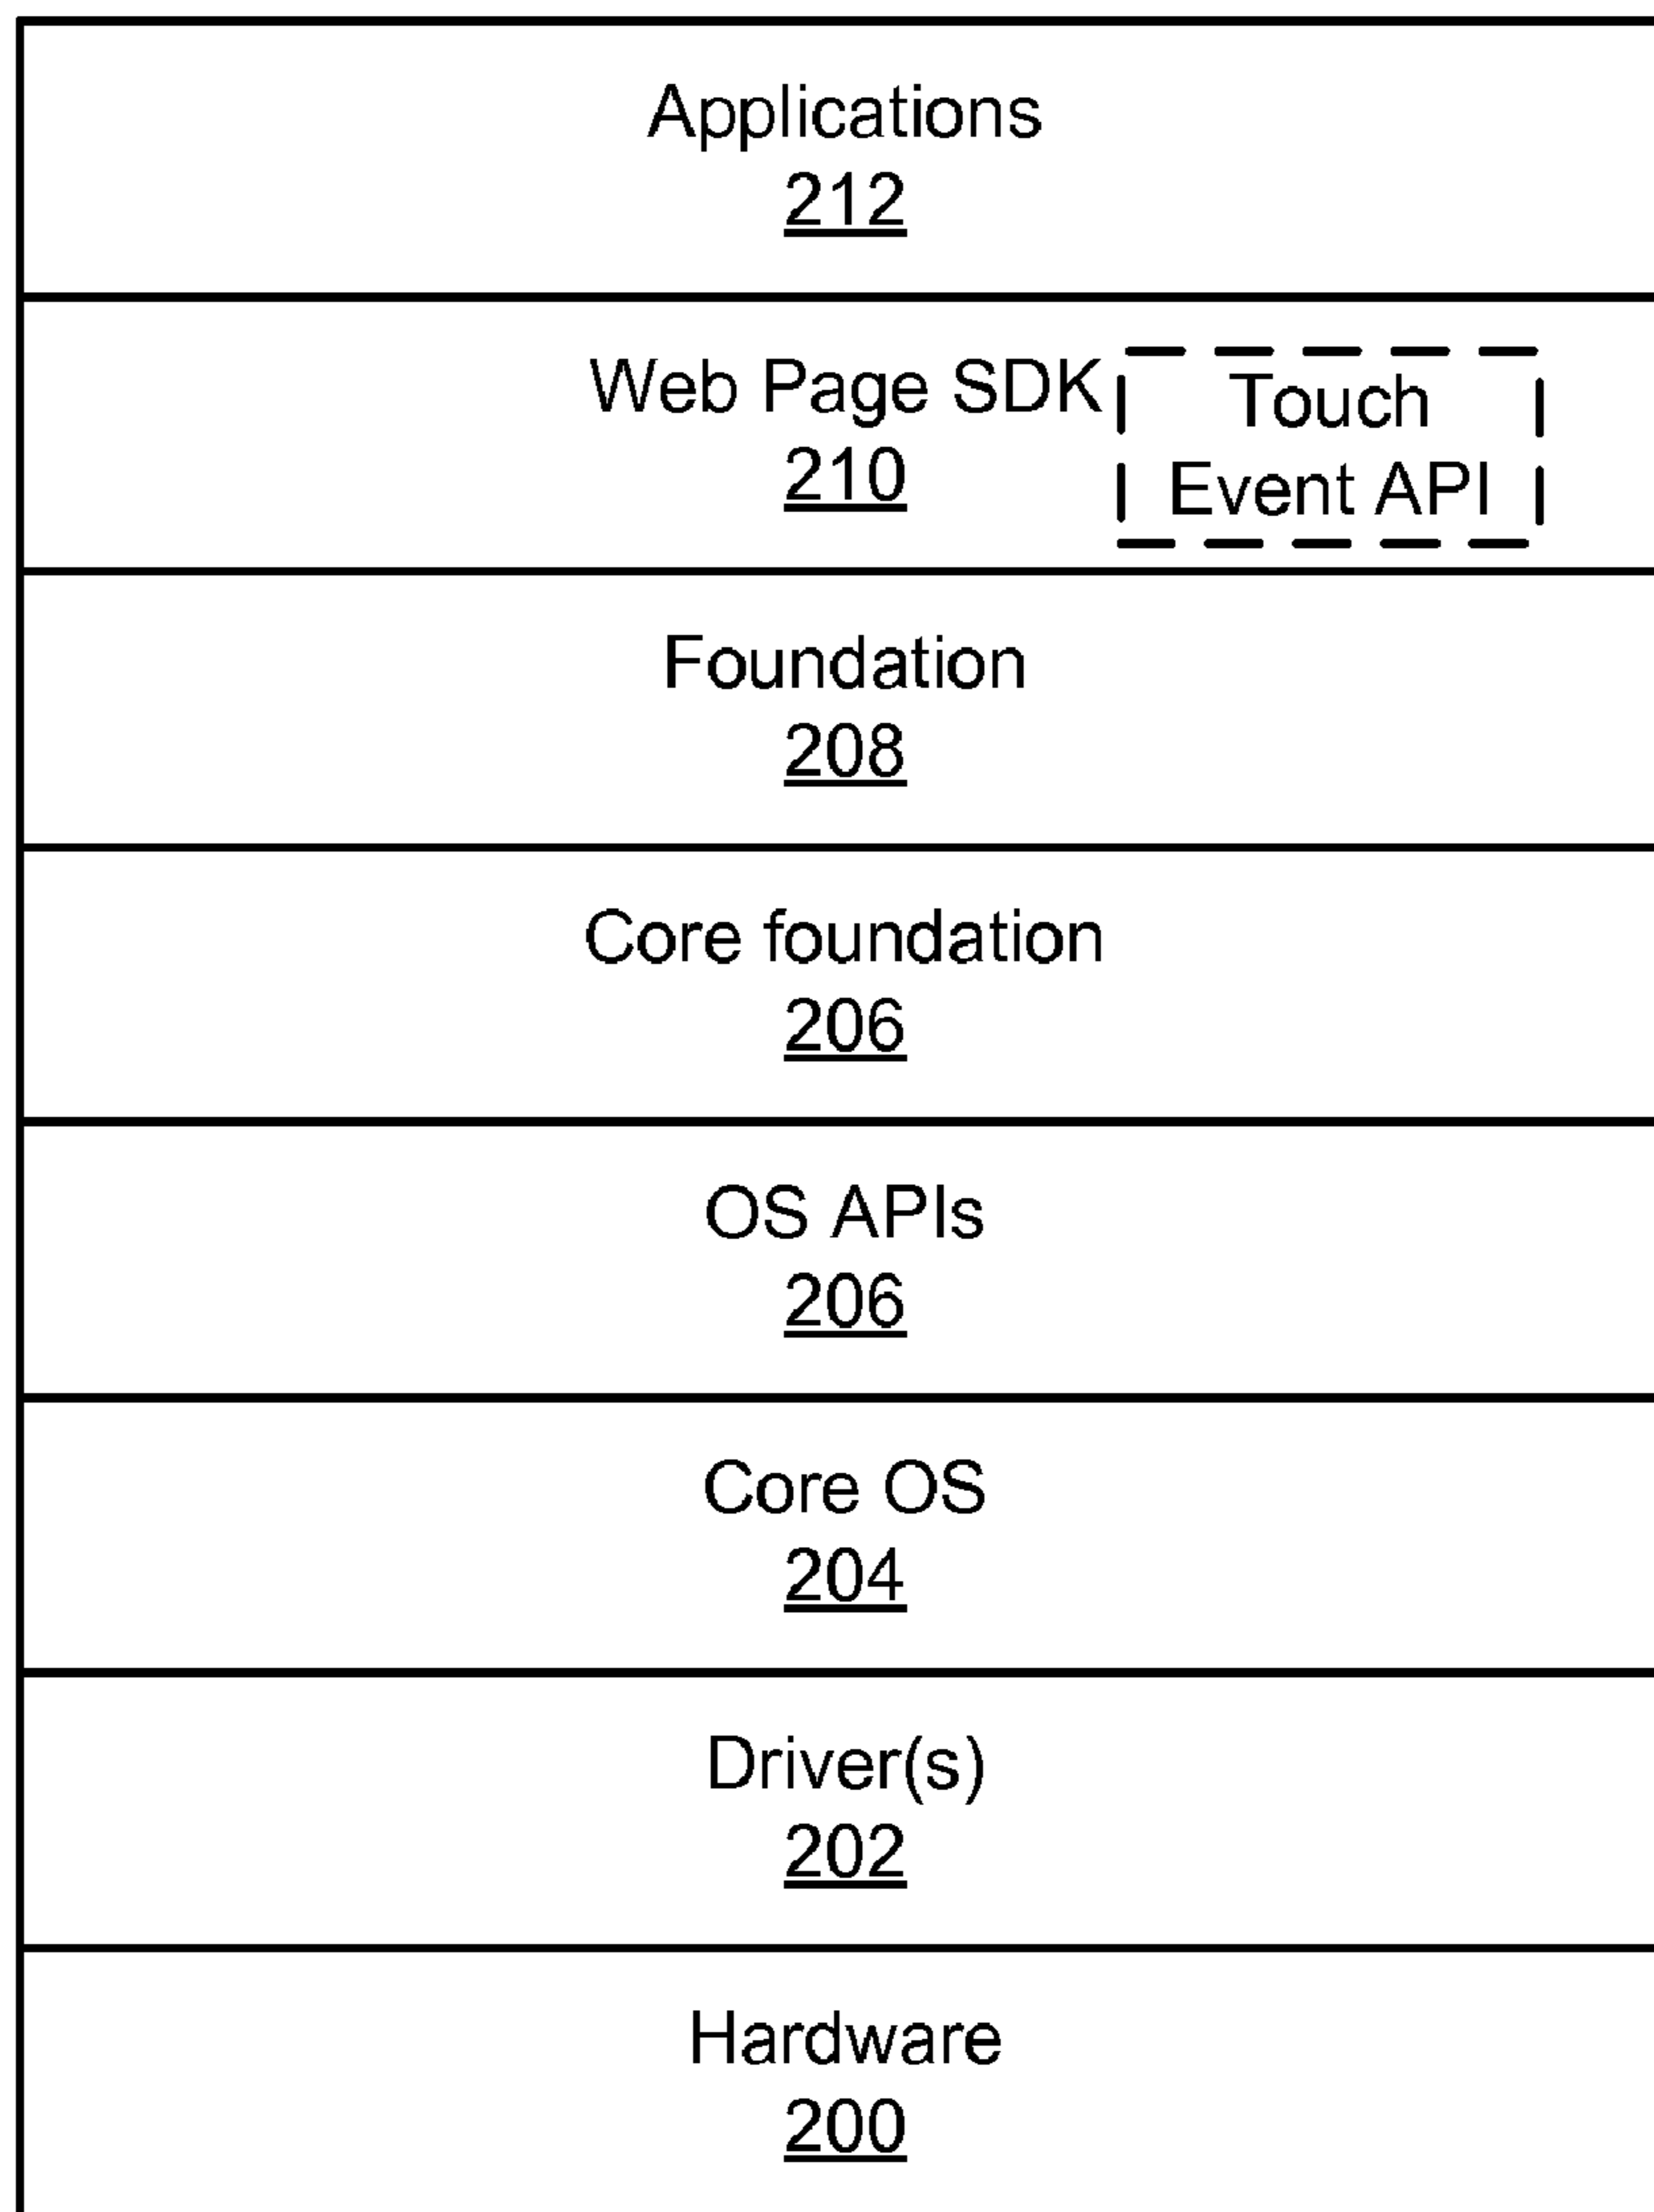 Applications
212
Web Page SDK
210
Touch
Event API
Foundation
208
Core foundation
206
OS APIs
206
Core OS
204
Driver(s)
202
Hardware
200